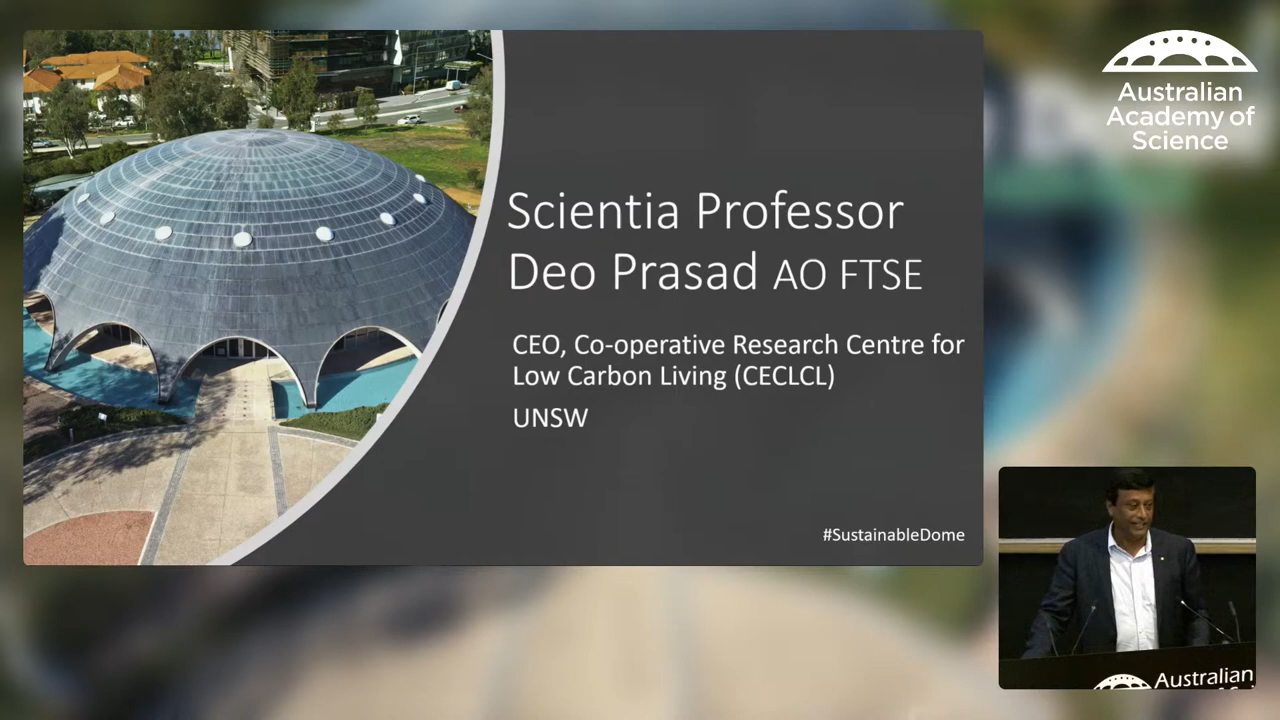 Australian
Academy of
Science
Scientia Professor
Deo Prasad AO FTSE
CEO, Co-operative Research Centre for
Low Carbon Living (CECLCL)
UNSW
#SustainableDome
Australian